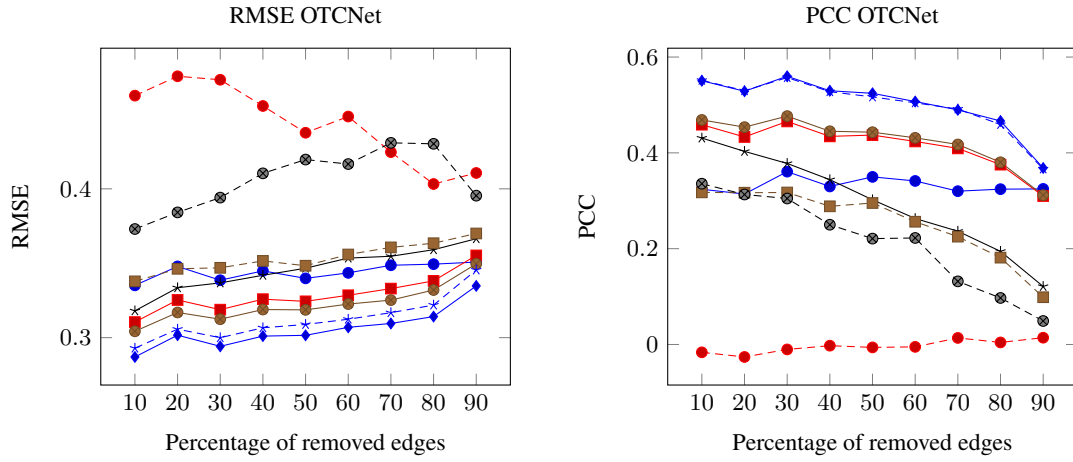 RMSE OTCNet
0.4
0.3
RMSE
10 20 30 40 50 60 70 80 90
Percentage of removed edges
PCC OTCNet
0.6
0.4
0.2
0
PCC
10 20 30 40 50 60 70 80 90
Percentage of removed edges